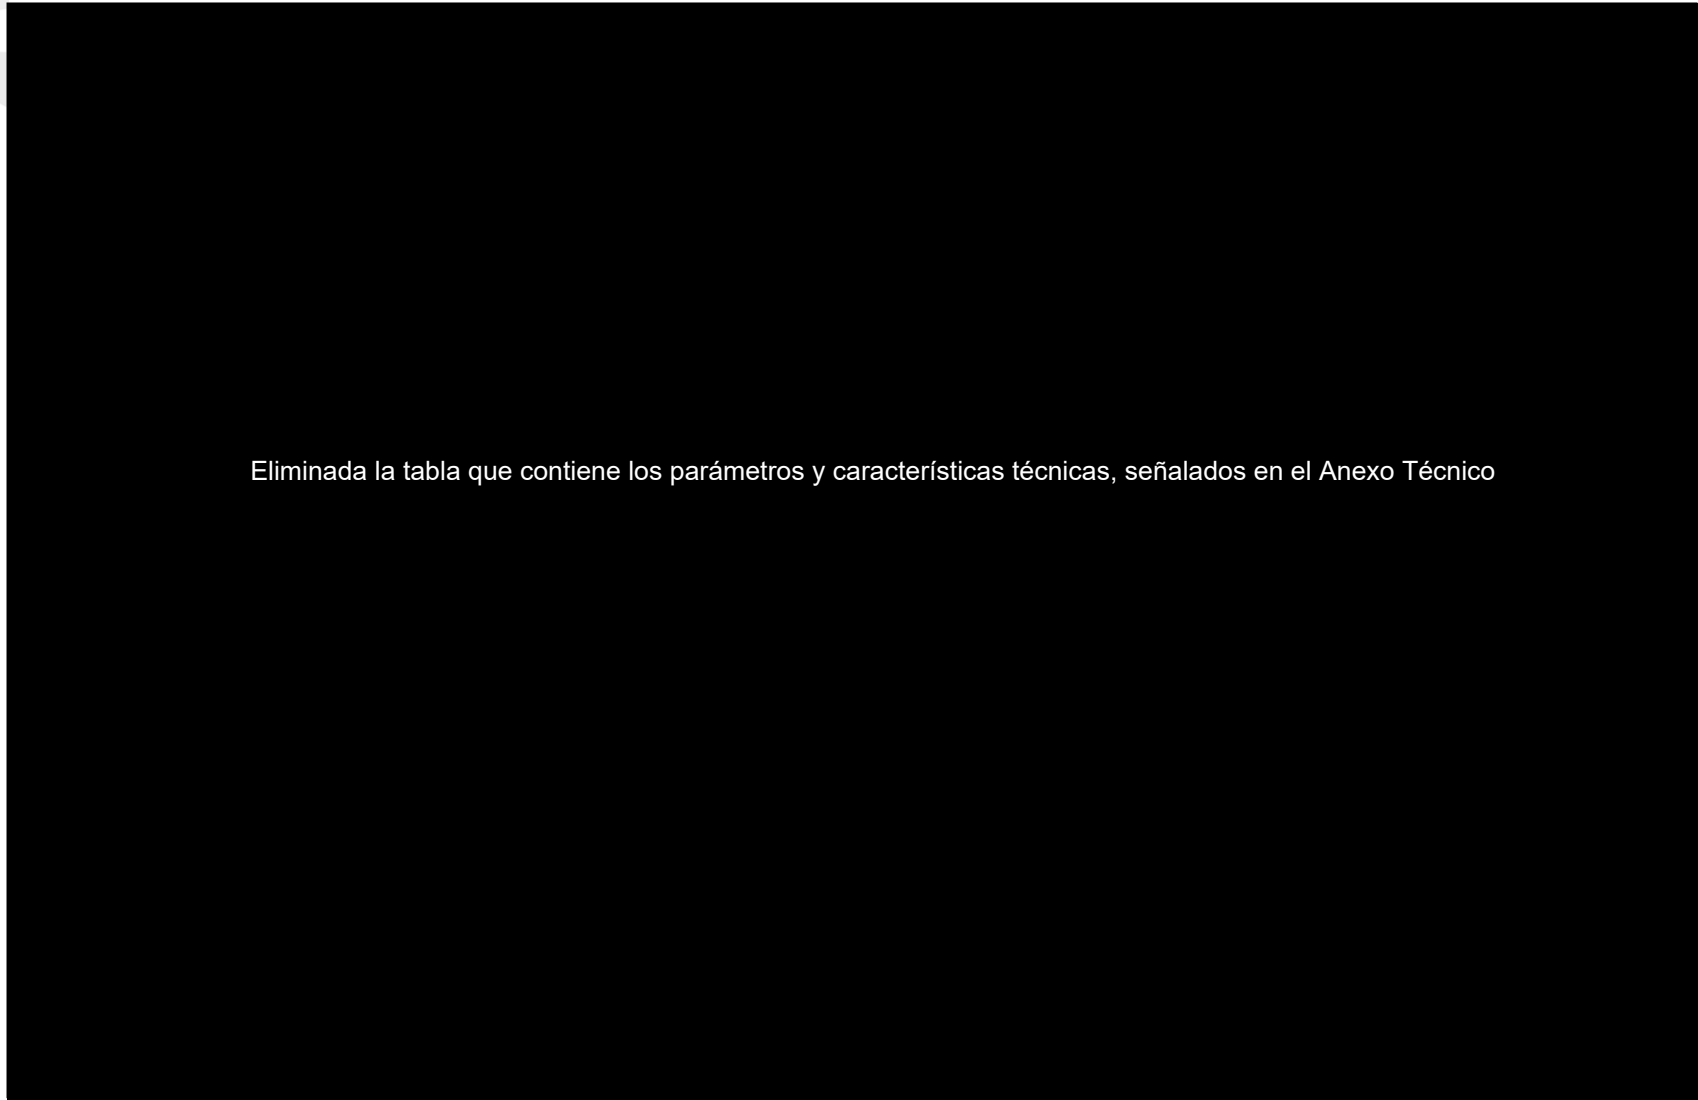 Eliminada la tabla que contiene los parámetros y características técnicas, señalados en el Anexo Técnico